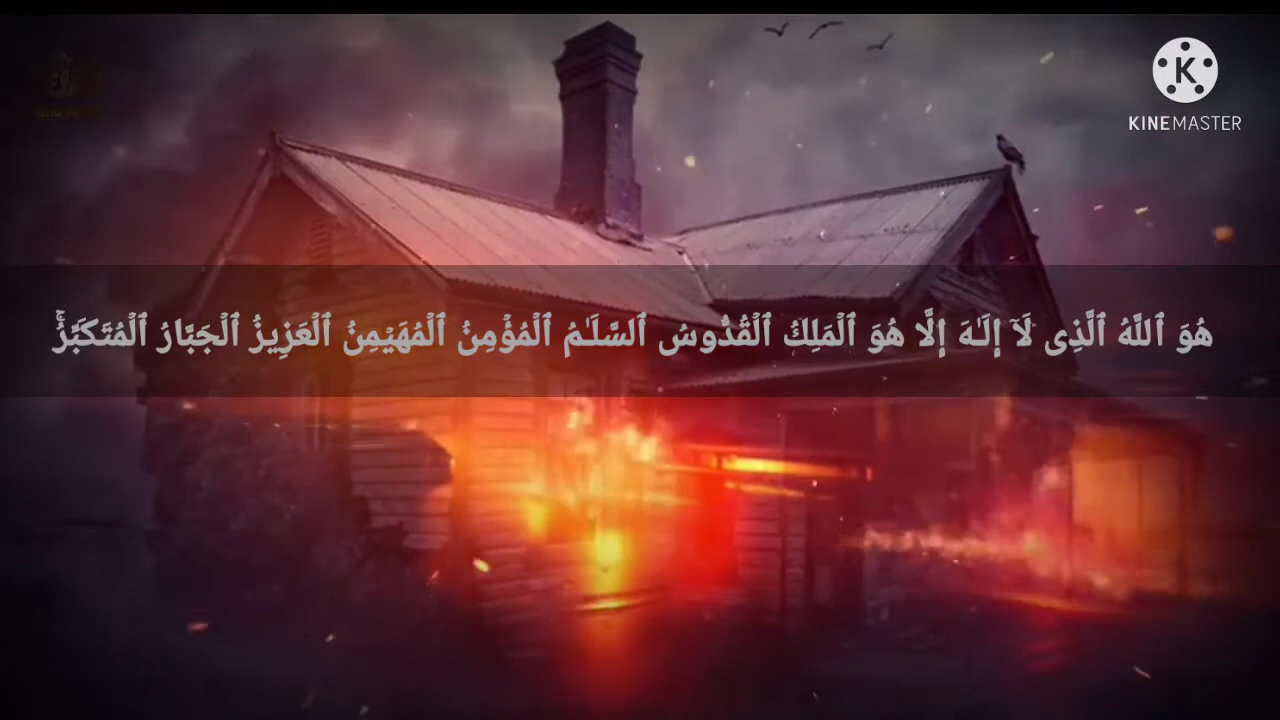 KINEMASTER
هُوَ ٱللَّهُ ٱلَّذِى لَآ إِلَـٰهَ إِلَّا هُوَ ٱلْمَلِكُ ٱلْقُدُّوسُ ٱلسَّلَـٰمُ ٱلْمُؤْمِنُ ٱلْمُهَيْمِنُ ٱلْعَزِيزُ ٱلْجَبَّارُ ٱلْمُتَكَبِّرُۚ